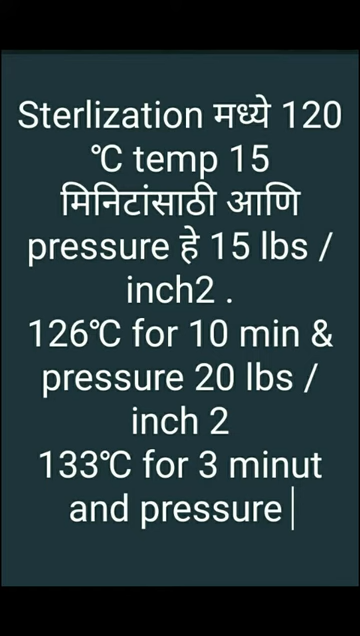 Sterlization मध्ये 120
℃ temp 15
मिनिटांसाठी आणि
pressure हे 15 lbs /
inch2 .
126℃ for 10 min &
pressure 20 lbs /
inch 2
133℃ for 3 minut
and pressure